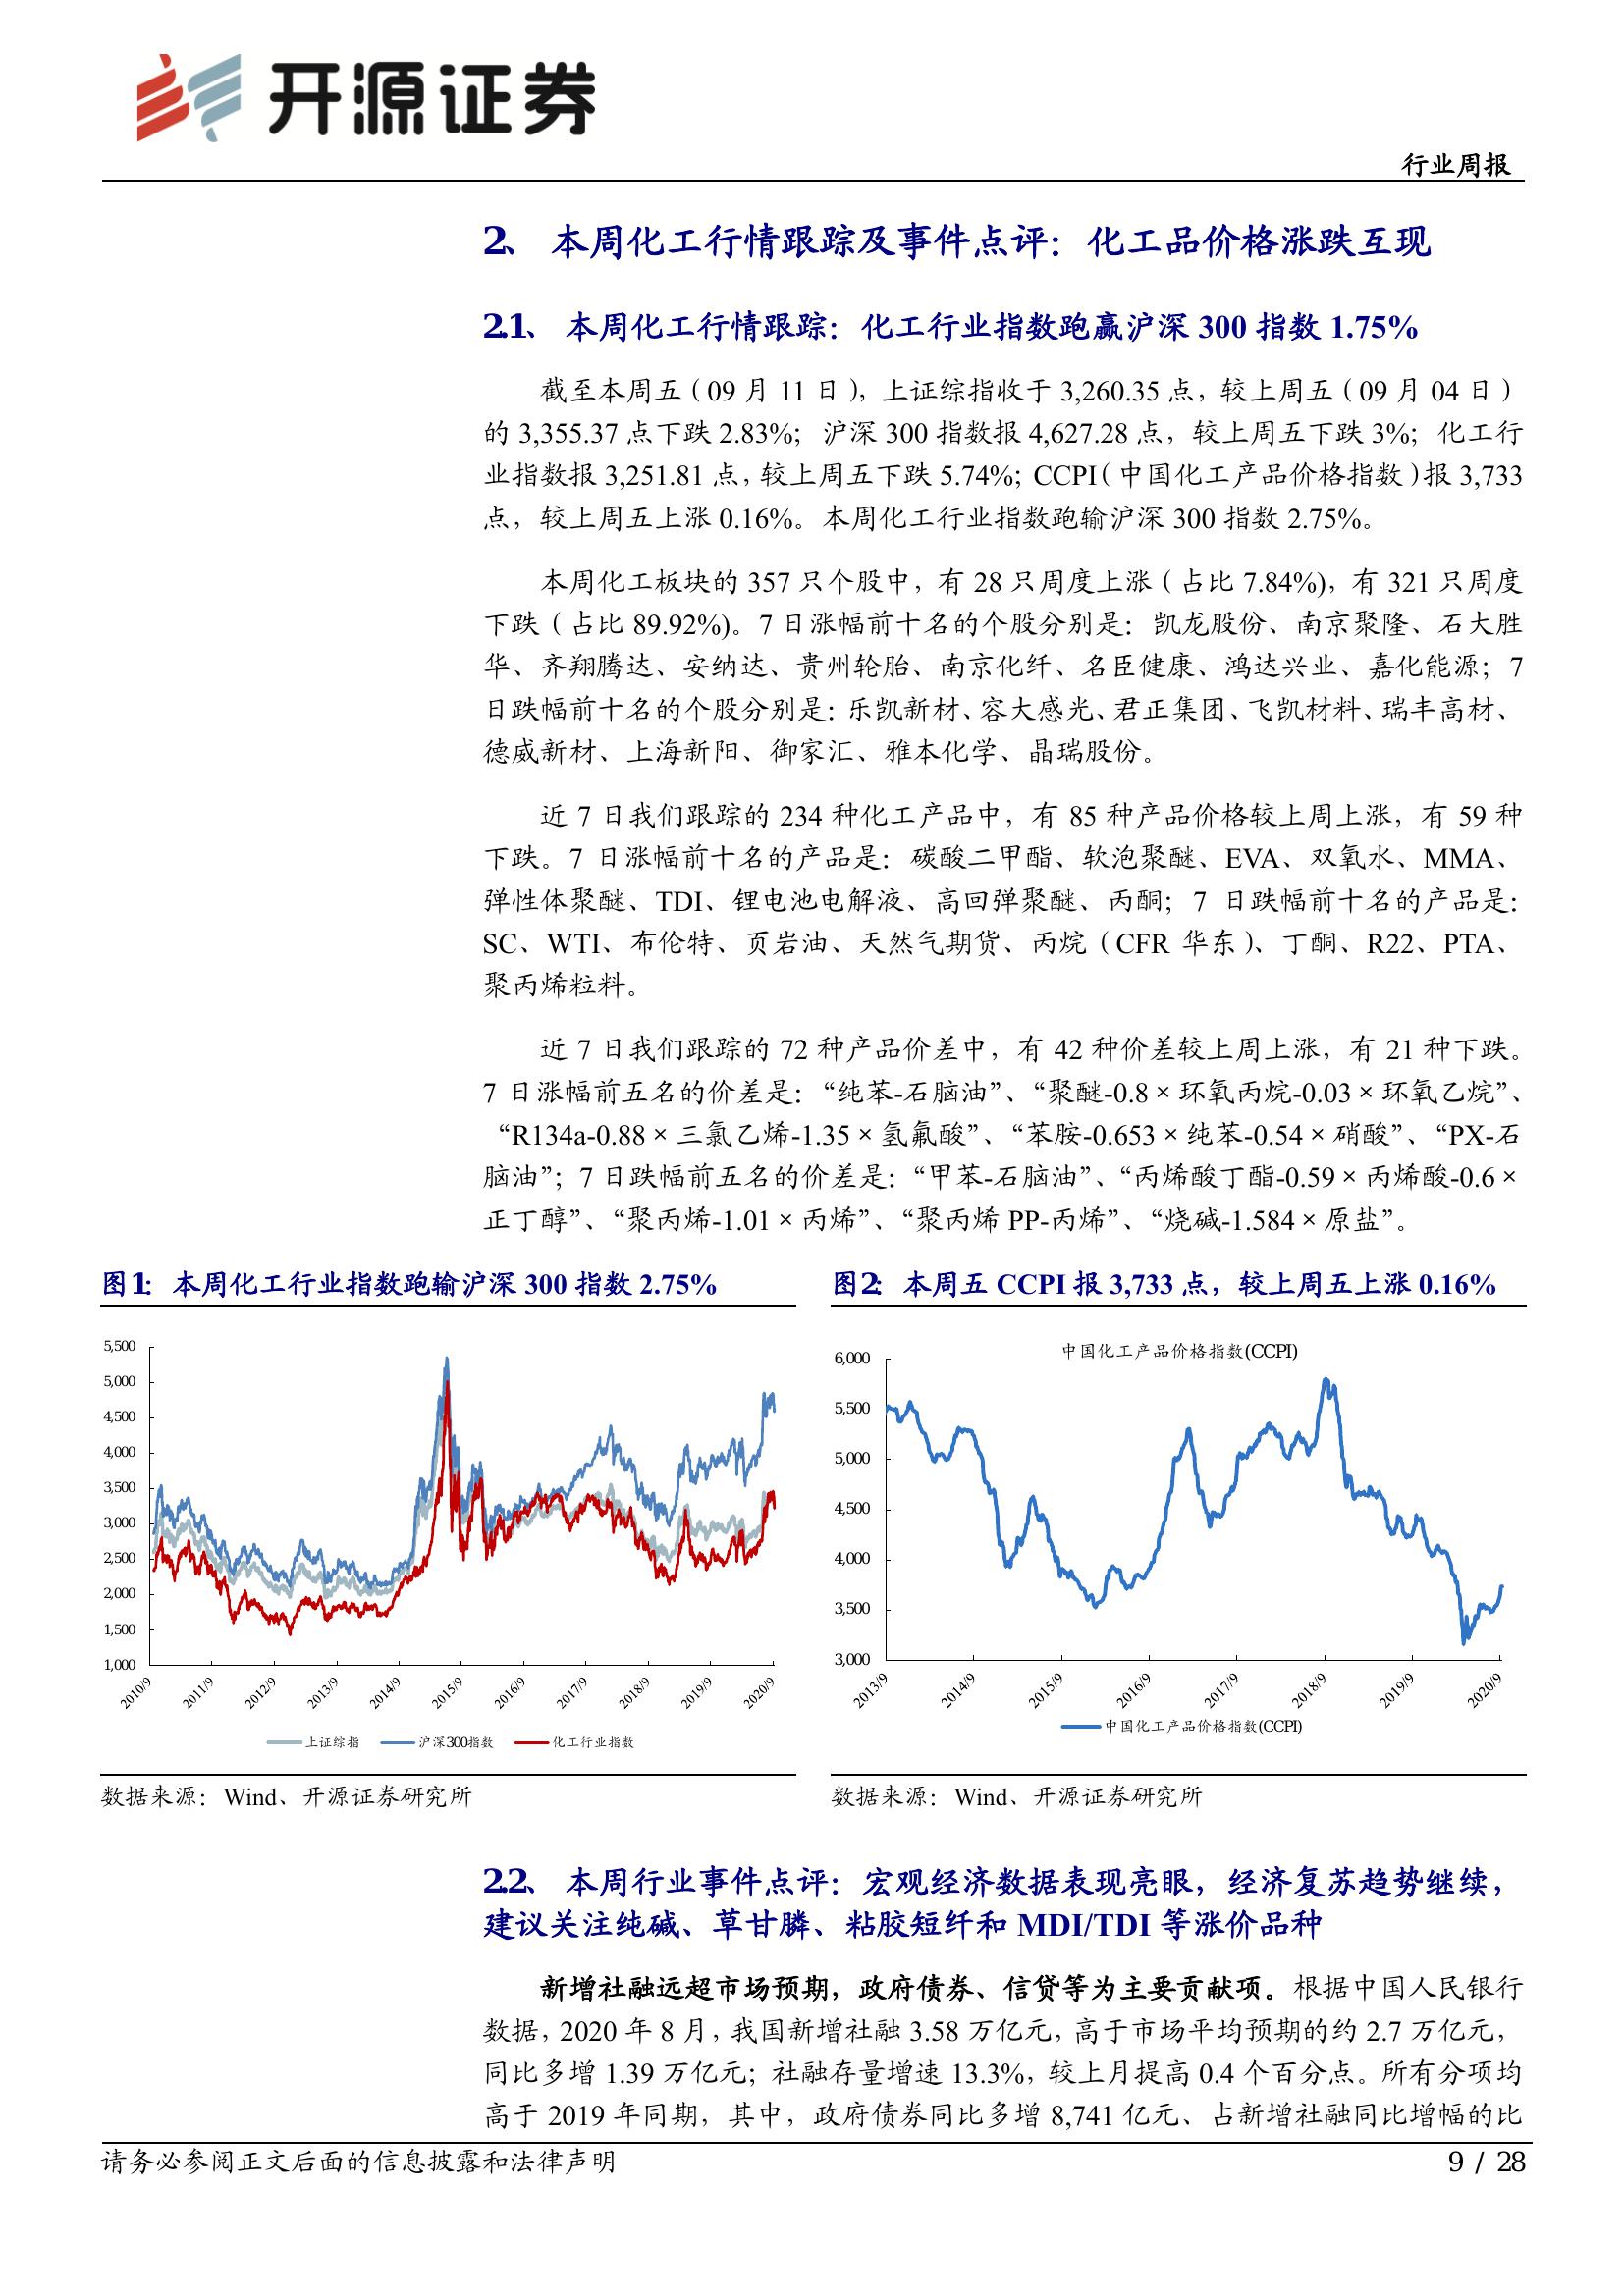 开源证券
行业周报
2、 本周化工行情跟踪及事件点评：化工品价格涨跌互现
2.1、 本周化工行情跟踪：化工行业指数跑赢沪深 300 指数 1.75%
截至本周五（09 月 11 日），上证综指收于 3,260.35 点，较上周五（09 月 04 日）
的 3,355.37 点下跌 2.83%；沪深 300 指数报 4,627.28 点，较上周五下跌 3%；化工行
业指数报 3,251.81 点，较上周五下跌 5.74%；CCPI（中国化工产品价格指数）报 3,733
点，较上周五上涨 0.16%。本周化工行业指数跑输沪深 300 指数 2.75%。
本周化工板块的 357 只个股中，有 28 只周度上涨（占比 7.84%)，有 321 只周度
下跌（占比 89.92%)。7 日涨幅前十名的个股分别是：凯龙股份、南京聚隆、石大胜
华、齐翔腾达、安纳达、贵州轮胎、南京化纤、名臣健康、鸿达兴业、嘉化能源；7
日跌幅前十名的个股分别是：乐凯新材、容大感光、君正集团、飞凯材料、瑞丰高材、
德威新材、上海新阳、御家汇、雅本化学、晶瑞股份。
近 7 日我们跟踪的 234 种化工产品中，有 85 种产品价格较上周上涨，有 59 种
下跌。7 日涨幅前十名的产品是：碳酸二甲酯、软泡聚醚、EVA、双氧水、MMA、
弹性体聚醚、TDI、锂电池电解液、高回弹聚醚、丙酮；7 日跌幅前十名的产品是：
SC、WTI、布伦特、页岩油、天然气期货、丙烷（CFR 华东）、丁酮、R22、PTA、
聚丙烯粒料。
近 7 日我们跟踪的 72 种产品价差中，有 42 种价差较上周上涨，有 21 种下跌。
7 日涨幅前五名的价差是：“纯苯-石脑油”、“聚醚-0.8×环氧丙烷-0.03×环氧乙烷”、
“R134a-0.88×三氯乙烯-1.35×氢氟酸”、“苯胺-0.653×纯苯-0.54×硝酸”、“PX-石
脑油”；7 日跌幅前五名的价差是：“甲苯-石脑油”、“丙烯酸丁酯-0.59×丙烯酸-0.6×
正丁醇”、“聚丙烯-1.01×丙烯”、“聚丙烯 PP-丙烯”、“烧碱-1.584×原盐”。
图1： 本周化工行业指数跑输沪深 300 指数 2.75%
5,500
5,000
4,500
4,000
3,500
3,000
2,500
2,000
1,500
1,000
2010/9 2011/9 2012/9 2013/9 2014/9 2015/9 2016/9 2017/9 2018/9 2019/9 2020/9
上证综指 沪深300指数 化工行业指数
数据来源：Wind、开源证券研究所
图2： 本周五 CCPI 报 3,733 点，较上周五上涨 0.16%
中国化工产品价格指数(CCPI)
6,000
5,500
5,000
4,500
4,000
3,500
3,000
2013/9 2014/9 2015/9 2016/9 2017/9 2018/9 2019/9 2020/9
中国化工产品价格指数(CCPI)
数据来源：Wind、开源证券研究所
2.2、 本周行业事件点评：宏观经济数据表现亮眼，经济复苏趋势继续，
建议关注纯碱、草甘膦、粘胶短纤和 MDI/TDI 等涨价品种
新增社融远超市场预期，政府债券、信贷等为主要贡献项。根据中国人民银行
数据，2020 年 8 月，我国新增社融 3.58 万亿元，高于市场平均预期的约 2.7 万亿元，
同比多增 1.39 万亿元；社融存量增速 13.3%，较上月提高 0.4 个百分点。所有分项均
高于 2019 年同期，其中，政府债券同比多增 8,741 亿元、占新增社融同比增幅的比
请务必参阅正文后面的信息披露和法律声明
9 / 28